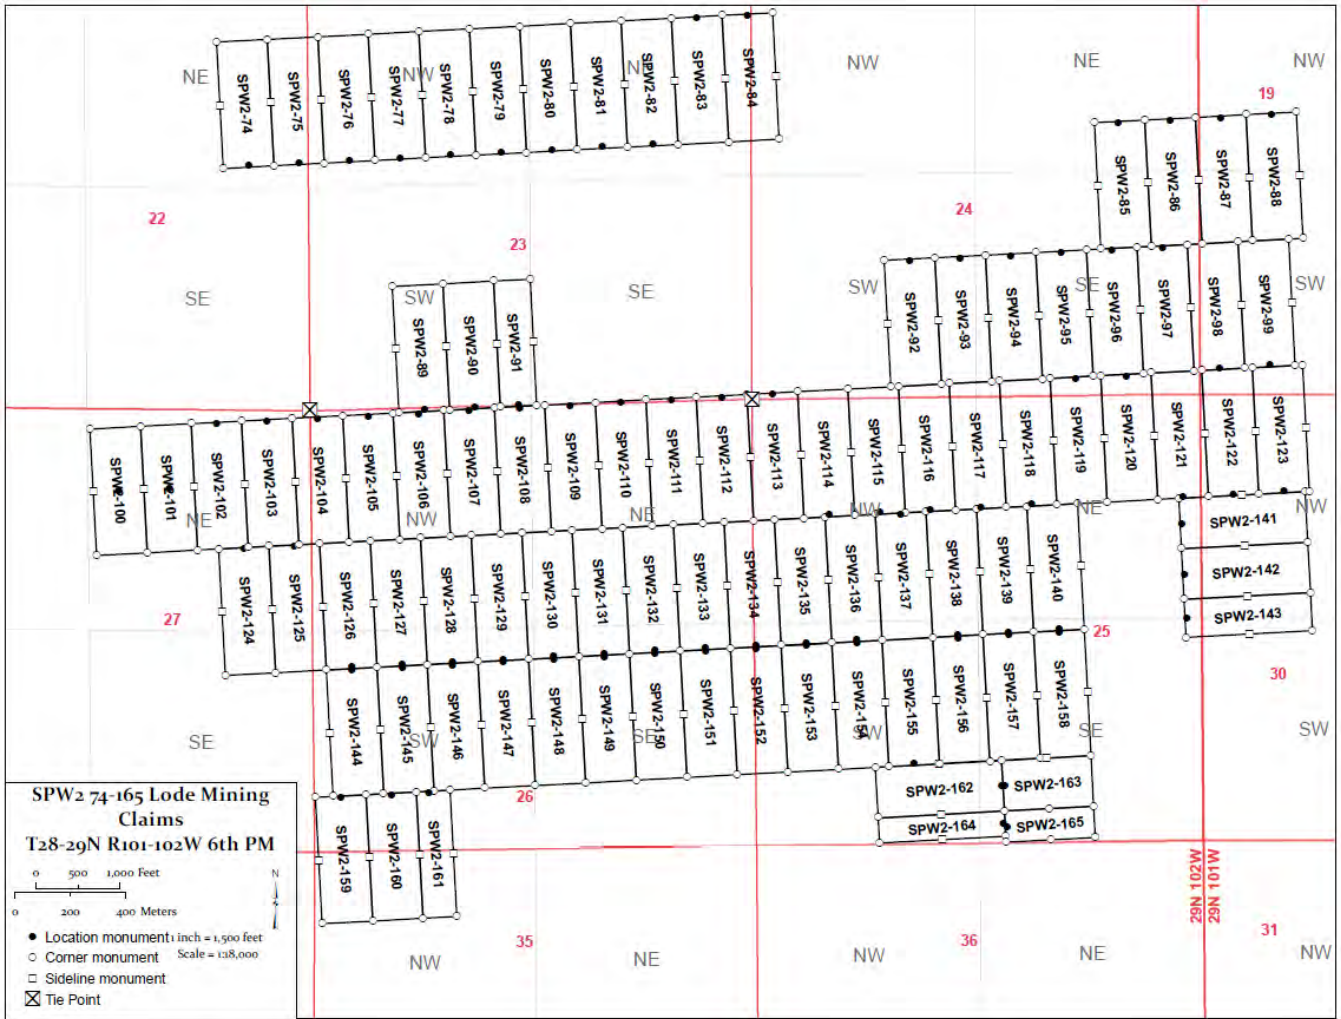 NE
NW
NE
NW
NE
NW
SPW2-74
SPW2-75
SPW2-76
SPW2-77
SPW2-78
SPW2-79
SPW2-80
SPW2-81
SPW2-82
SPW2-83
SPW2-84
19
SPW2-85
SPW2-86
SPW2-87
SPW2-88
22
23
24
SE
SW
SE
SW
SE
SW
SPW2-89
SPW2-90
SPW2-91
SPW2-92
SPW2-93
SPW2-94
SPW2-95
SPW2-96
SPW2-97
SPW2-98
SPW2-99
SPW2-100
SPW2-101
SPW2-102
SPW2-103
SPW2-104
SPW2-105
SPW2-106
SPW2-107
SPW2-108
SPW2-109
SPW2-110
SPW2-111
SPW2-112
SPW2-113
SPW2-114
SPW2-115
SPW2-116
SPW2-117
SPW2-118
SPW2-119
SPW2-120
SPW2-121
SPW2-122
SPW2-123
NE
NW
NE
NW
NE
NW
SPW2-141
SPW2-142
SPW2-143
27
SPW2-124
SPW2-125
SPW2-126
SPW2-127
SPW2-128
SPW2-129
SPW2-130
SPW2-131
SPW2-132
SPW2-133
SPW2-134
SPW2-135
SPW2-136
SPW2-137
SPW2-138
SPW2-139
SPW2-140
25
30
SE
SW
SE
SW
SE
SW
SPW2-144
SPW2-145
SPW2-146
SPW2-147
SPW2-148
SPW2-149
SPW2-150
SPW2-151
SPW2-152
SPW2-153
SPW2-154
SPW2-155
SPW2-156
SPW2-157
SPW2-158
26
SPW2-162
SPW2-163
SPW2-164
SPW2-165
SPW2-159
SPW2-160
SPW2-161
29N 102W
29N 101W
35
36
31
NW
NE
NW
NE
NW
SPW2 74-165 Lode Mining
Claims
T28-29N R101-102W 6th PM
0 500 1,000 Feet
N
0 200 400 Meters
Location monument 1 inch = 1,500 feet
Corner monument Scale = 1:18,000
Sideline monument
Tie Point